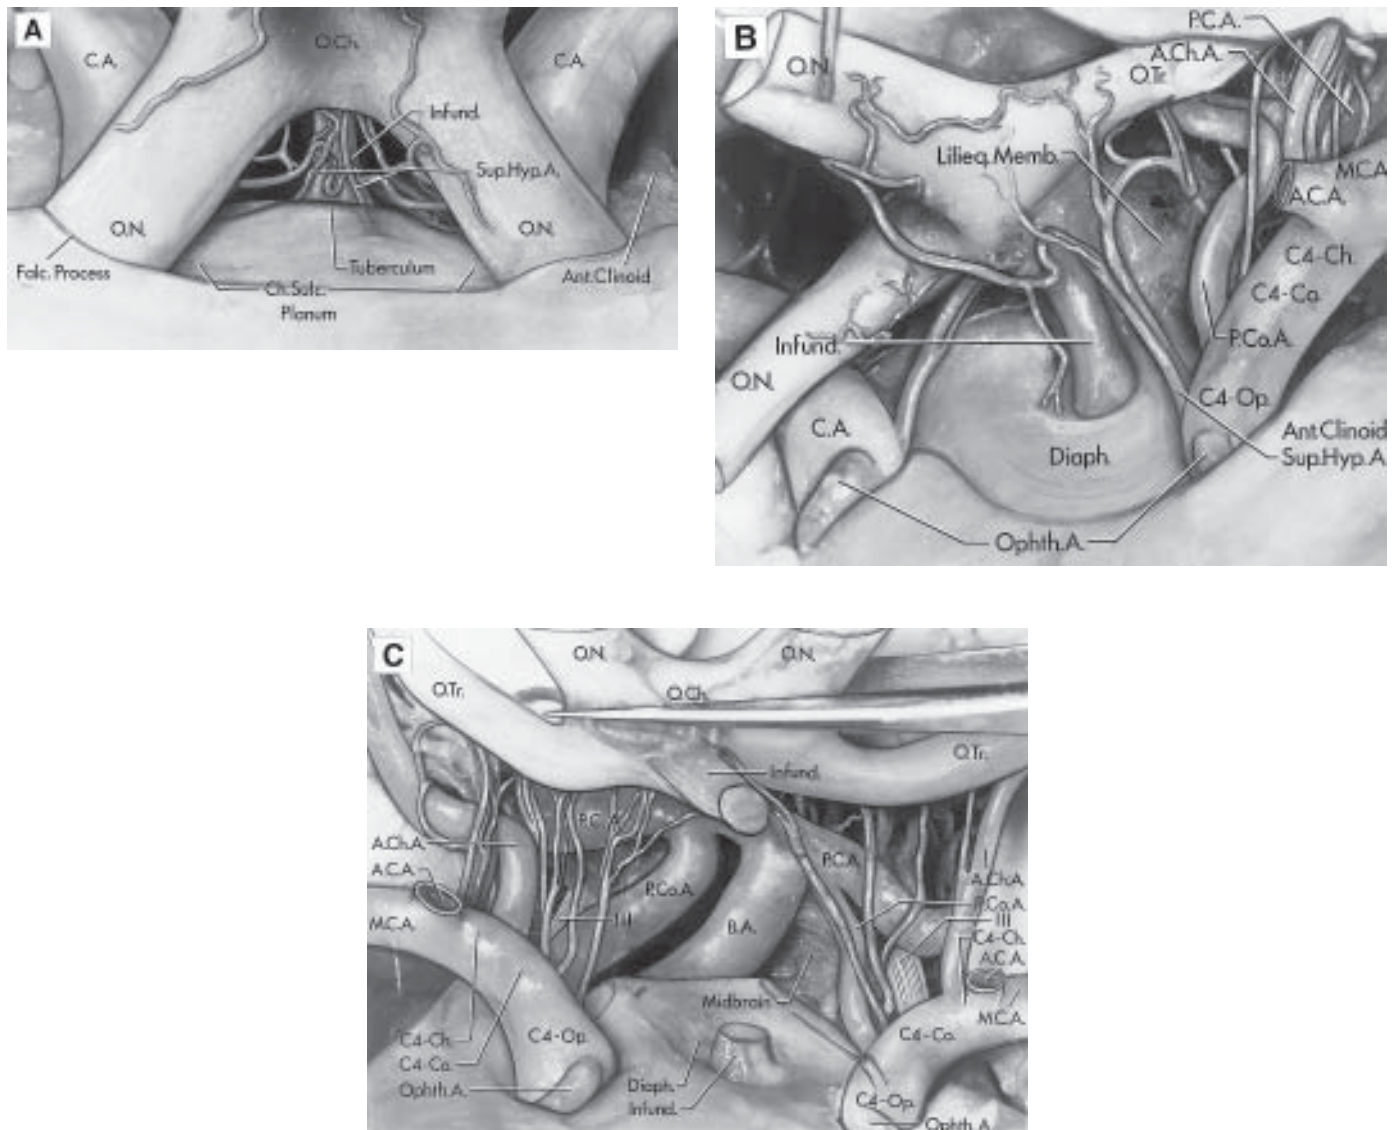 A
C.A.
O.Ch.
C.A.
Infund.
Sup.Hyp.A.
O.N.
O.N.
Falc. Process
Tuberculum
Ant.Clinoid
Ch.Sulc.
Planum
B
P.C.A.
A.Ch.A.
O.N.
O.Tr.
Lilieq.Memb.
M.C.A.
A.C.A.
C4-Ch.
C4-Co.
Infund.
P.Co.A.
O.N.
C4-Op.
C.A.
Ant.Clinoid
Diaph.
Sup.Hyp.A.
Ophth.A.
C
O.N.
O.N.
O.Tr.
O.Ch.
O.Tr.
Infund.
P.C.A.
A.Ch.A.
P.C.A.
A.Ch.A.
A.C.A.
P.Co.A.
P.Co.A.
M.C.A.
III
III
B.A.
C4-Ch.
A.C.A.
Midbrain
M.C.A.
C4-Ch.
C4-Op.
C4-Co.
C4-Co.
Ophth.A.
Diaph.
Infund.
C4-Op.
Ophth.A.